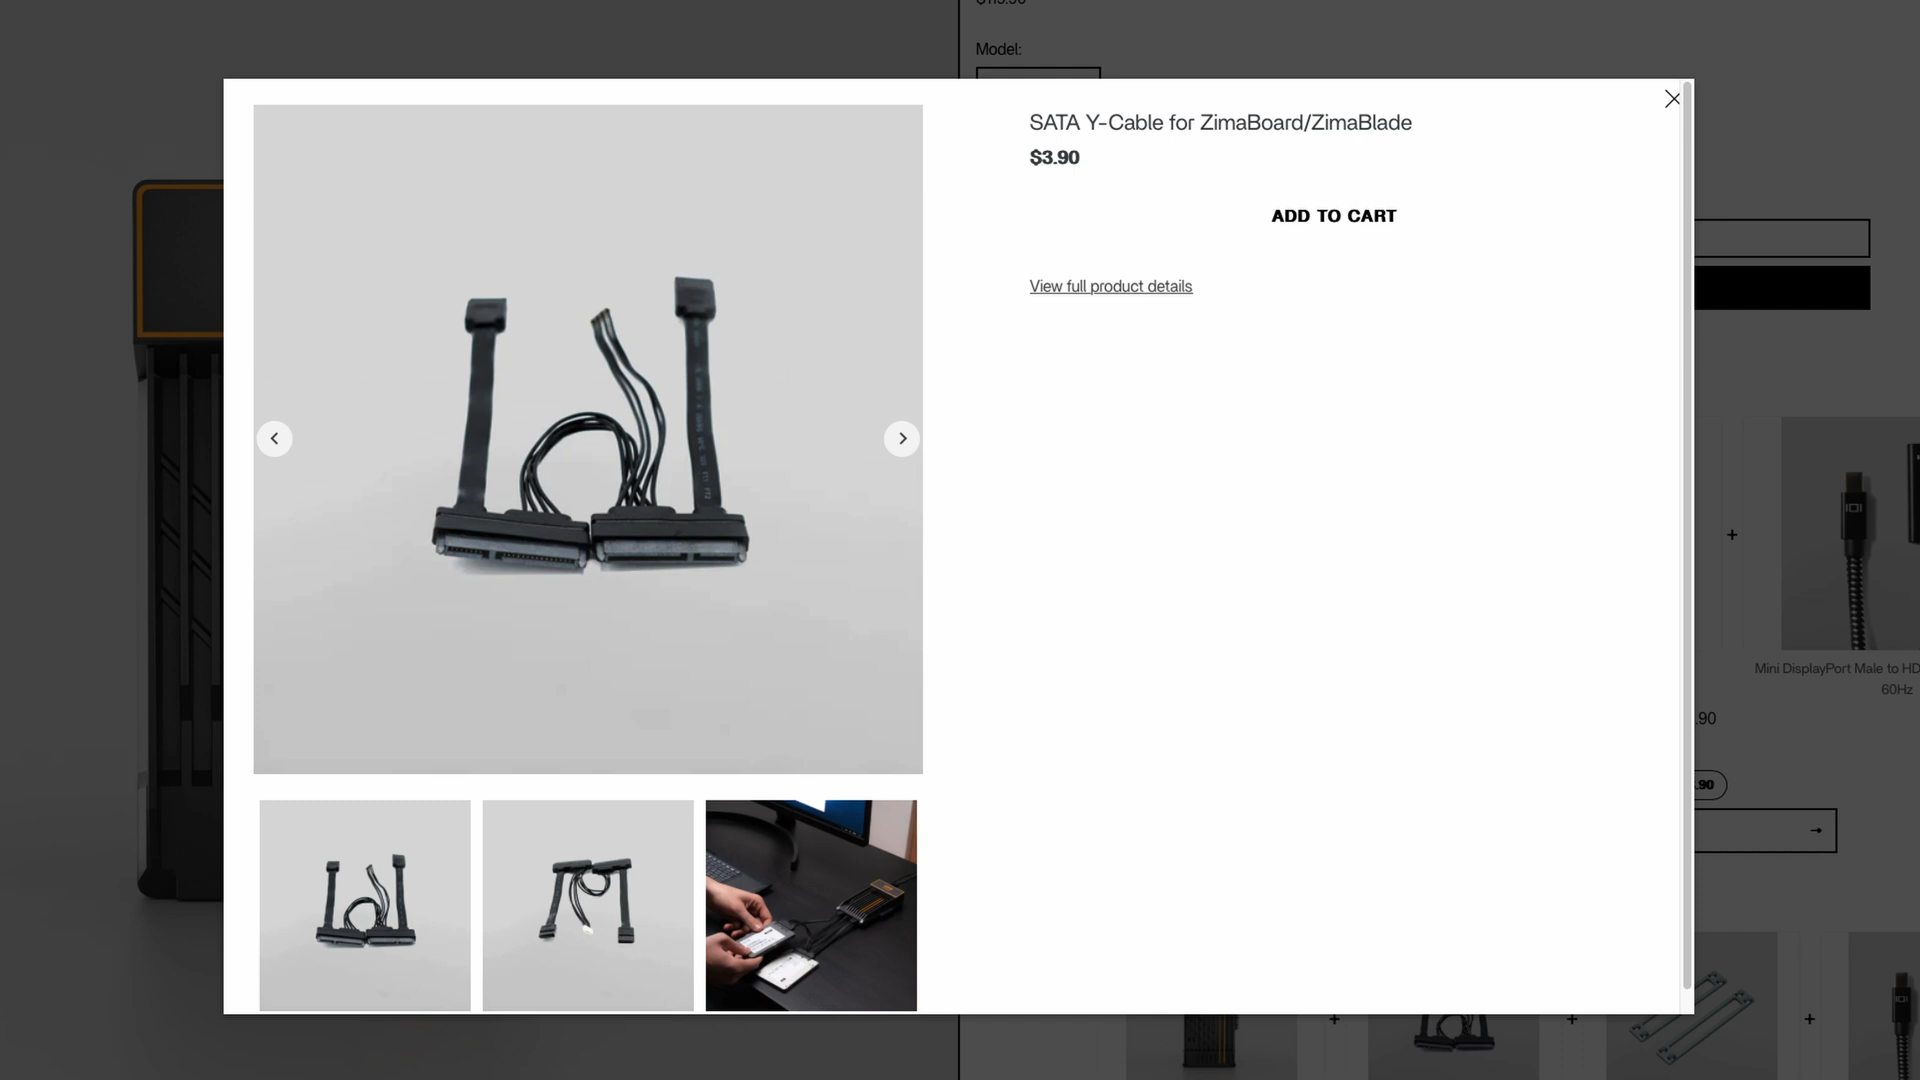 Model:
SATA Y-Cable for ZimaBoard/ZimaBlade
$3.90
ADD TO CART
View full product details
+
Mini DisplayPort Male to HD
60Hz
.90
.90
→
+
+
+